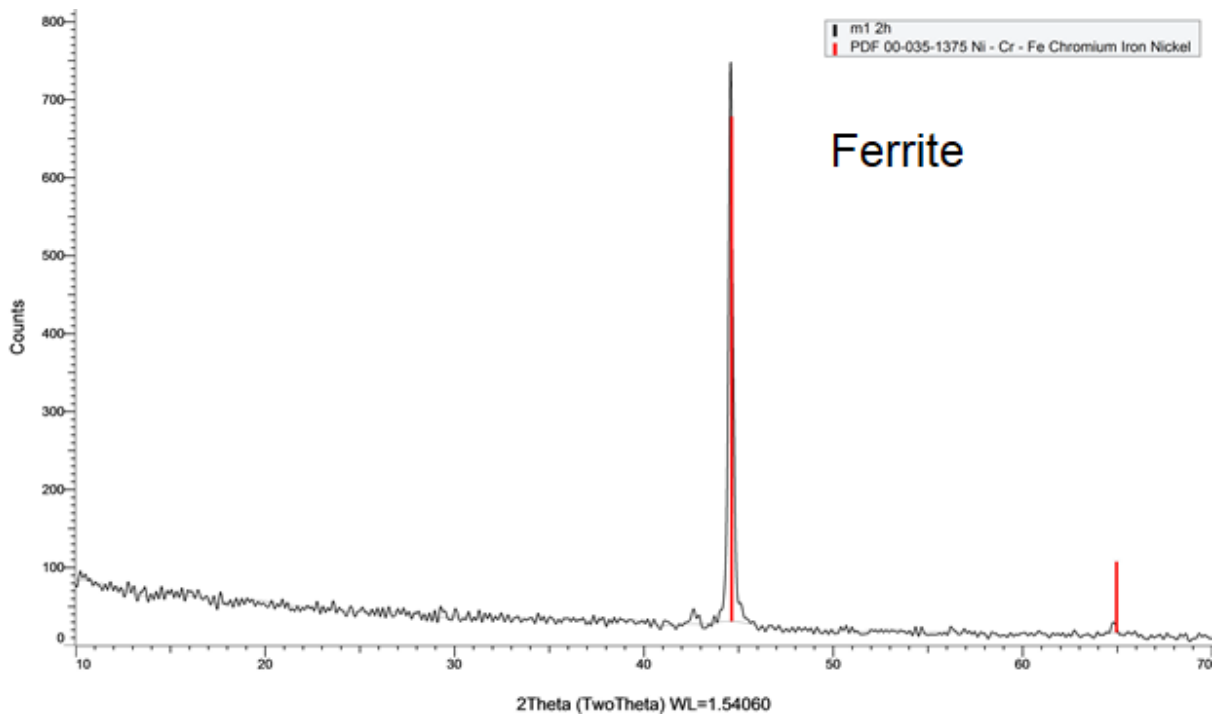 m1 2h
PDF 00-035-1375 Ni - Cr - Fe Chromium Iron Nickel
Ferrite
800
700
600
500
400
300
200
100
0
Counts
10 20 30 40 50 60 70
2Theta (TwoTheta) WL=1.54060